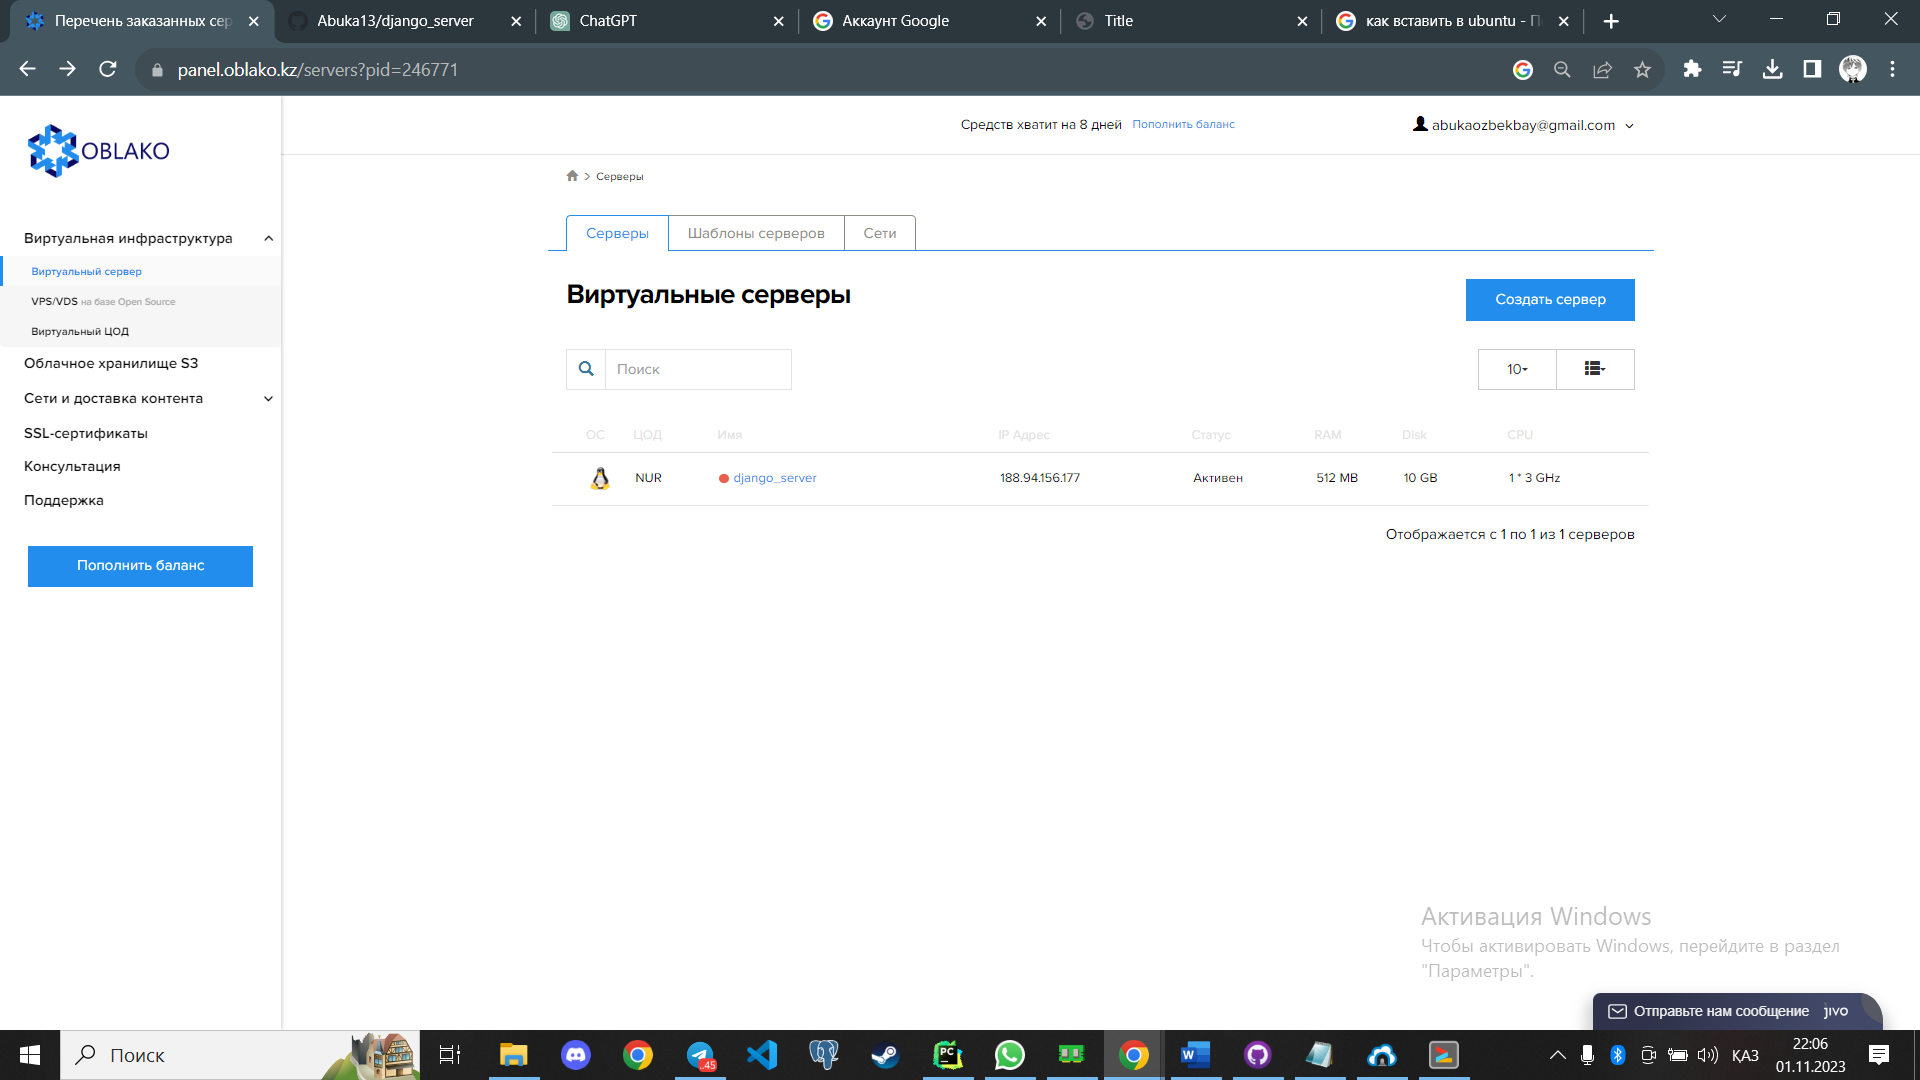 Перечень заказанных сер
Abuka13/django_server
ChatGPT
Аккаунт Google
Title
как вставить в ubuntu - П
panel.oblako.kz/servers?pid=246771
OBLAKO
Средств хватит на 8 дней Пополнить баланс
abukaozbekbay@gmail.com
Серверы
Виртуальная инфраструктура
Виртуальный сервер
VPS/VDS на базе Open Source
Виртуальный ЦОД
Облачное хранилище S3
Сети и доставка контента
SSL-сертификаты
Консультация
Поддержка
Пополнить баланс
Серверы
Шаблоны серверов
Сети
Виртуальные серверы
Создать сервер
Поиск
10
ОС ЦОД Имя IP Адрес Статус RAM Disk CPU
NUR django_server 188.94.156.177 Активен 512 MB 10 GB 1 * 3 GHz
Отображается с 1 по 1 из 1 серверов
Активация Windows
Чтобы активировать Windows, перейдите в раздел
"Параметры".
Отправьте нам сообщение jivo
Поиск
45
PC
W
ҚАЗ
22:06
01.11.2023